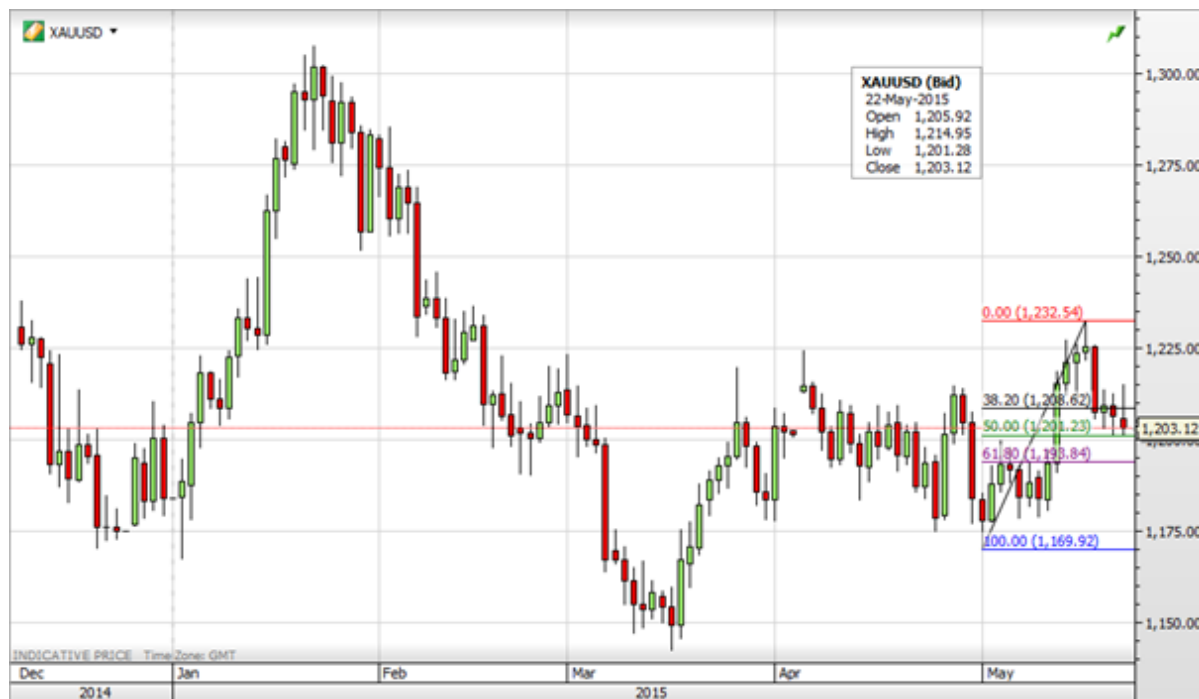 XAUUSD
XAUUSD (Bid)
22-May-2015
Open 1,205.92
High 1,214.95
Low 1,201.28
Close 1,203.12
1,300.00
1,275.00
1,250.00
1,225.00
1,203.12
1,175.00
1,150.00
0.00 (1,232.54)
38.20 (1,208.62)
50.00 (1,201.23)
61.80 (1,193.84)
100.00 (1,169.92)
INDICATIVE PRICE Time Zone: GMT
Dec Jan Feb Mar Apr May
2014 2015